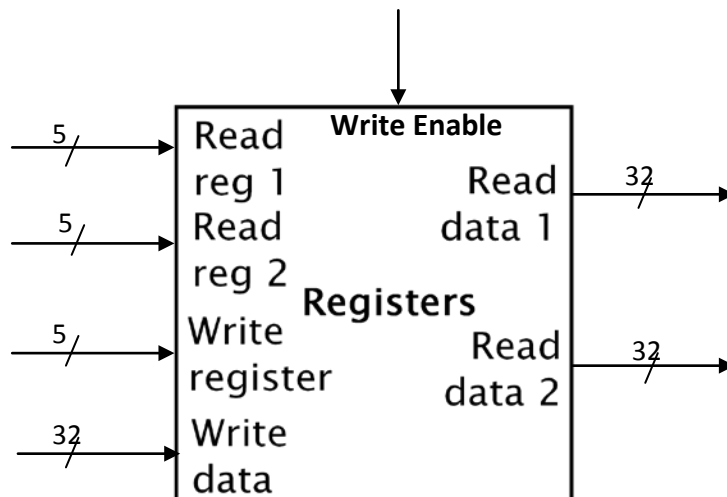 Write Enable
5
Read
reg 1
5
Read
reg 2
Registers
5
Write
register
32
Write
data
Read
data 1
32
Read
data 2
32